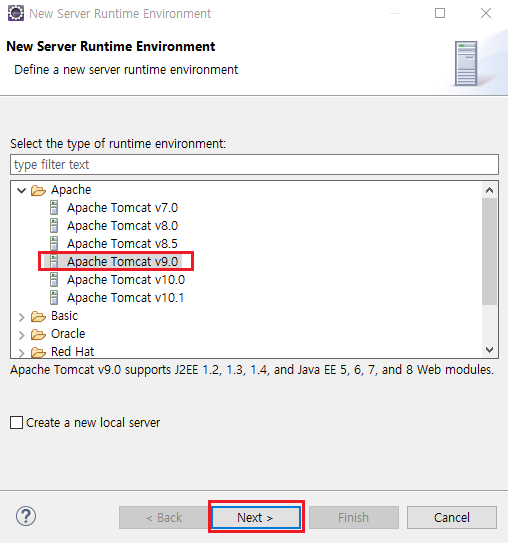 New Server Runtime Environment
New Server Runtime Environment
Define a new server runtime environment
Select the type of runtime environment:
type filter text
Apache
Apache Tomcat v7.0
Apache Tomcat v8.0
Apache Tomcat v8.5
Apache Tomcat v9.0
Apache Tomcat v10.0
Apache Tomcat v10.1
Basic
Oracle
Red Hat
Apache Tomcat v9.0 supports J2EE 1.2, 1.3, 1.4, and Java EE 5, 6, 7, and 8 Web modules.
Create a new local server
? < Back Next > Finish Cancel